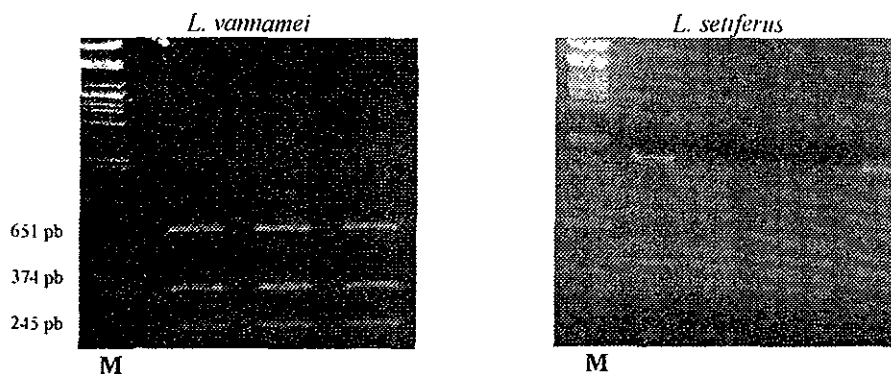 L. vannamei
L. setiferus
651 pb
374 pb
245 pb
M
M